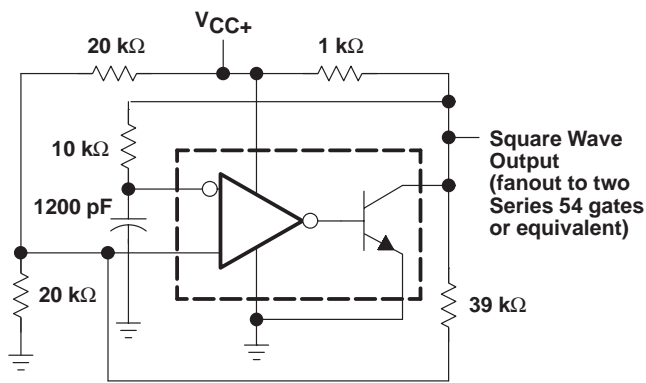 VCC+
20 kΩ
1 kΩ
10 kΩ
1200 pF
20 kΩ
Square Wave
Output
(fanout to two
Series 54 gates
or equivalent)
39 kΩ